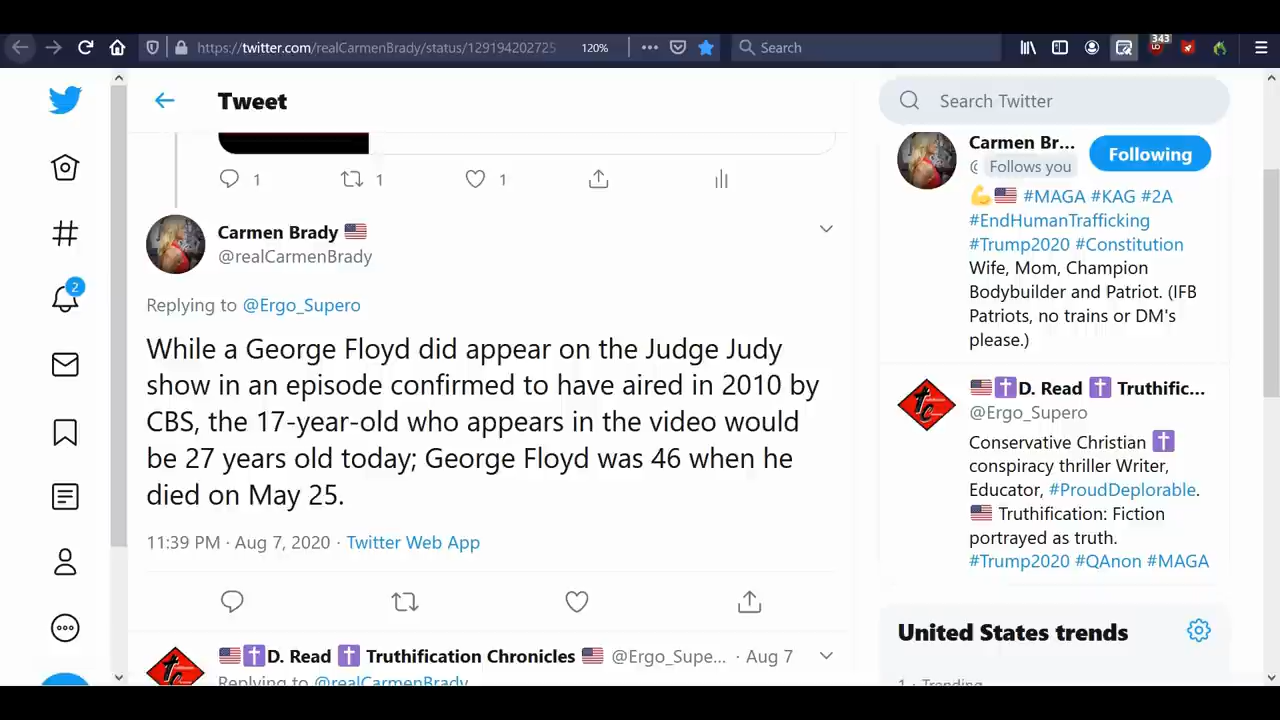 https://twitter.com/realCarmenBrady/status/129194202725
120%
Search
343
Tweet
Search Twitter
1
1
1
Carmen Brady
@realCarmenBrady
Replying to @Ergo_Supero
While a George Floyd did appear on the Judge Judy
show in an episode confirmed to have aired in 2010 by
CBS, the 17-year-old who appears in the video would
be 27 years old today; George Floyd was 46 when he
died on May 25.
11:39 PM · Aug 7, 2020 · Twitter Web App
D. Read Truthification Chronicles @Ergo_Supe... · Aug 7
Replying to @realCarmenBrady
2
Carmen Br...
Follows you
Following
#MAGA #KAG #2A
#EndHumanTrafficking
#Trump2020 #Constitution
Wife, Mom, Champion
Bodybuilder and Patriot. (IFB
Patriots, no trains or DM's
please.)
D. Read Truthific...
@Ergo_Supero
Conservative Christian
conspiracy thriller Writer,
Educator, #ProudDeplorable.
Truthification: Fiction
portrayed as truth.
#Trump2020 #QAnon #MAGA
United States trends
1 · Trending